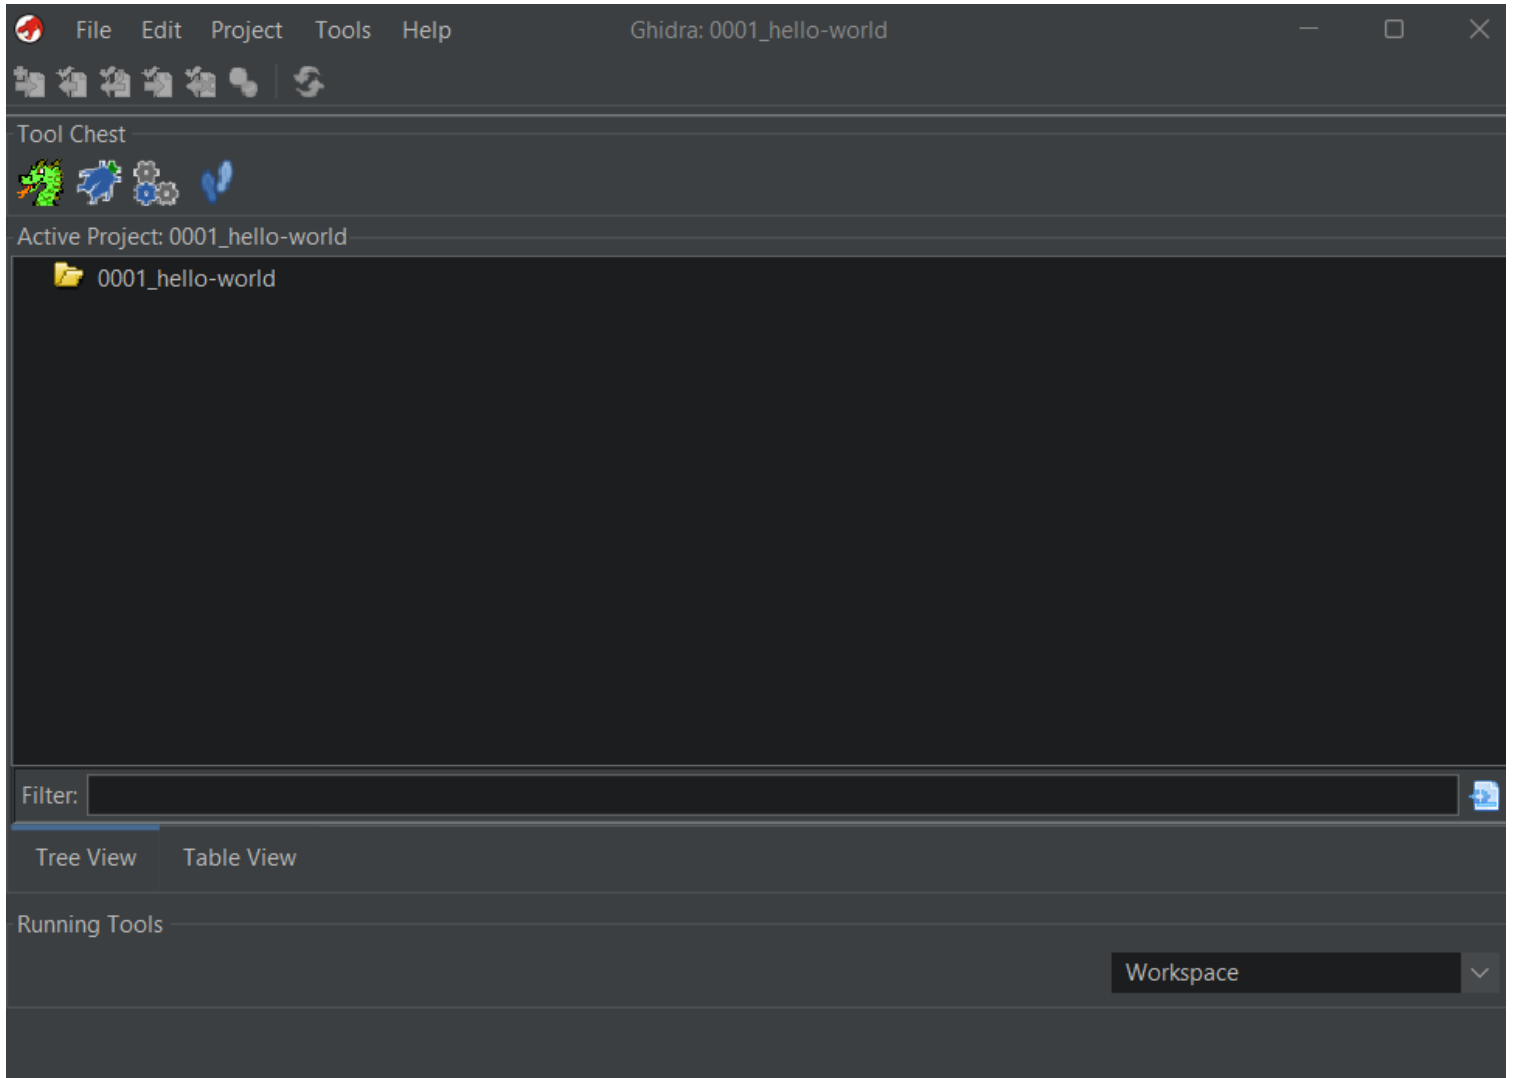 File Edit Project Tools Help Ghidra: 0001_hello-world
Tool Chest
Active Project: 0001_hello-world
0001_hello-world
Filter:
Tree View Table View
Running Tools
Workspace